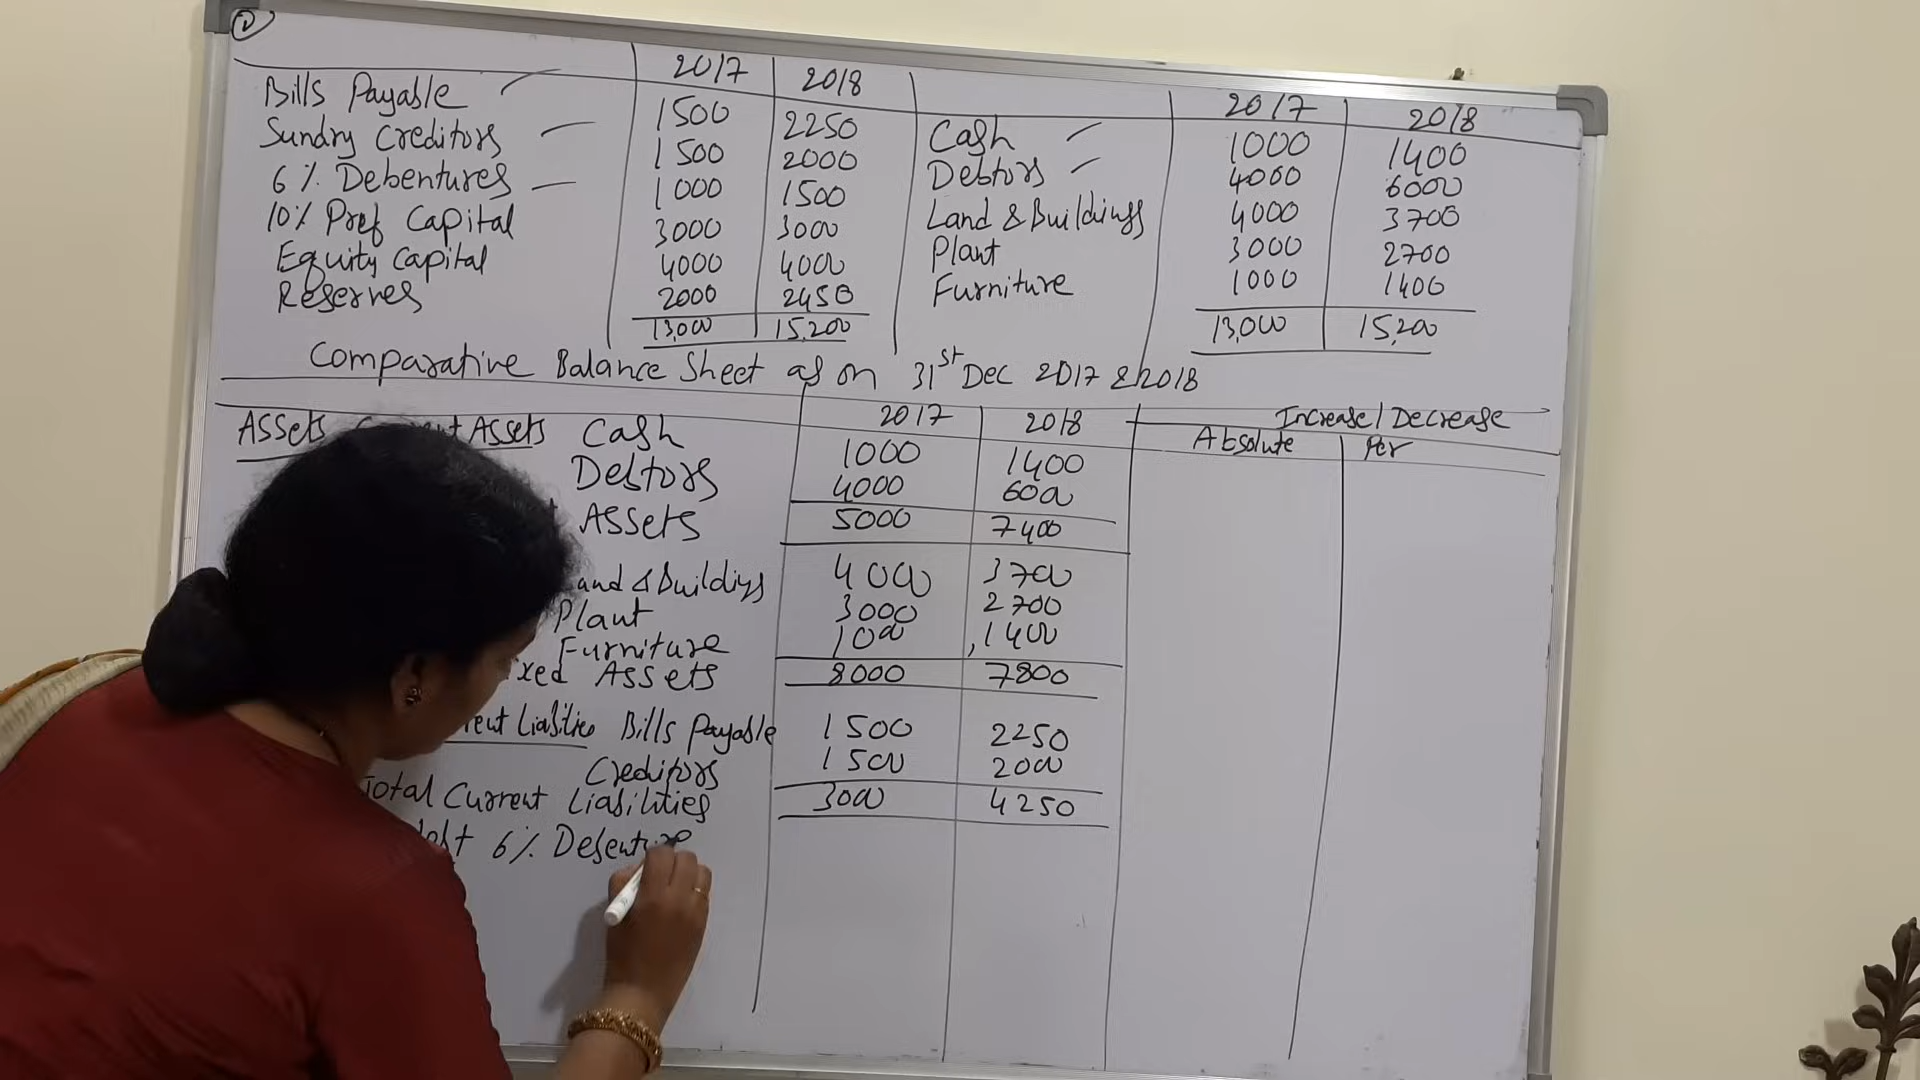 1
2017 2018 2017 2018
Bills Payable 1500 2250 Cash 1000 1400
Sundry Creditors 1500 2000 Debtors 4000 6000
6% Debentures 1000 1500 Land & Buildings 4000 3700
10% Pref Capital 3000 3000 Plant 3000 2700
Equity Capital 4000 4000 Furniture 1000 1400
Reserves 2000 2450
13,000 15,200 13,000 15,200
Comparative Balance Sheet as on 31st Dec 2017 & 2018
2017 2018 Increase/Decrease
Absolute Per
Assets Assets Cash 1000 1400
Debtors 4000 6000
Assets 5000 7400
Buildings 4000 3700
Plant 3000 2700
Furniture 1000 1400
Assets 8000 7800
Bills Payable 1500 2250
Creditors 1500 2000
Total Current Liabilities 3000 4250
6%